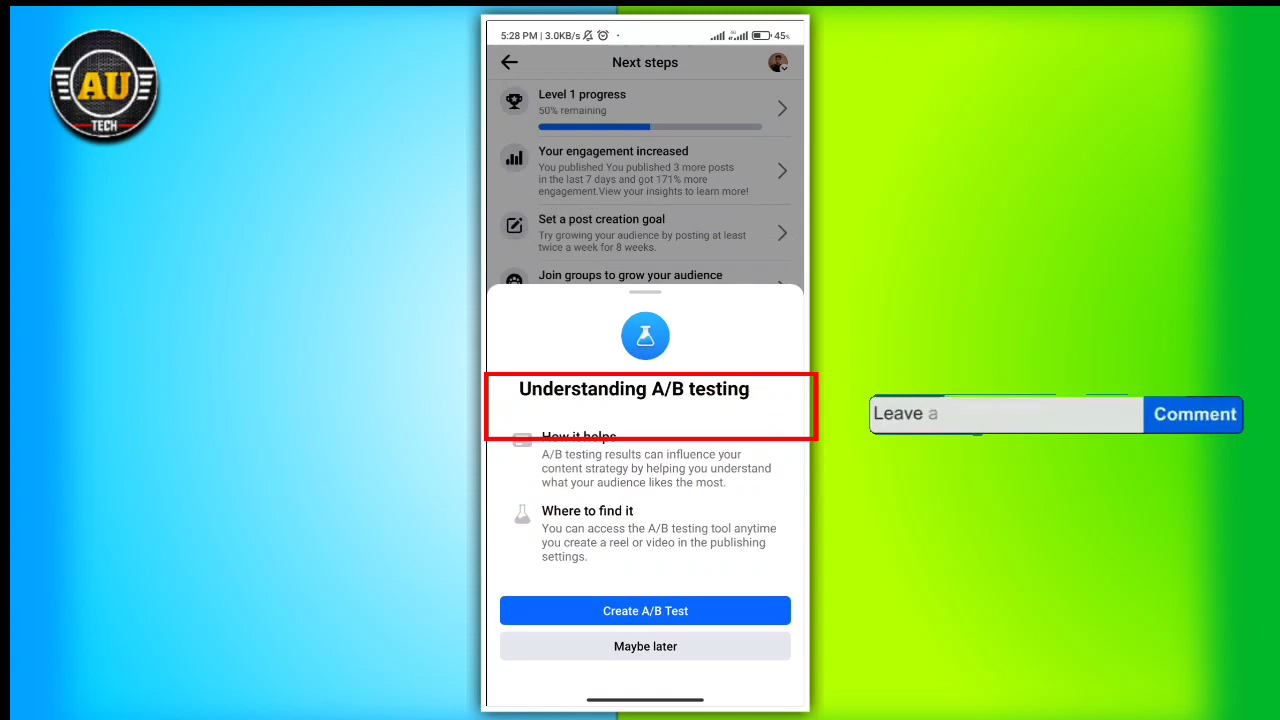 AU
TECH
5:28 PM | 3.0KB/s
45%
Next steps
Level 1 progress
50% remaining
Your engagement increased
You published You published 3 more posts
in the last 7 days and got 171% more
engagement.View your insights to learn more!
Set a post creation goal
Try growing your audience by posting at least
twice a week for 8 weeks.
Join groups to grow your audience
Understanding A/B testing
How it helps
A/B testing results can influence your
content strategy by helping you understand
what your audience likes the most.
Where to find it
You can access the A/B testing tool anytime
you create a reel or video in the publishing
settings.
Create A/B Test
Maybe later
Leave a
Comment